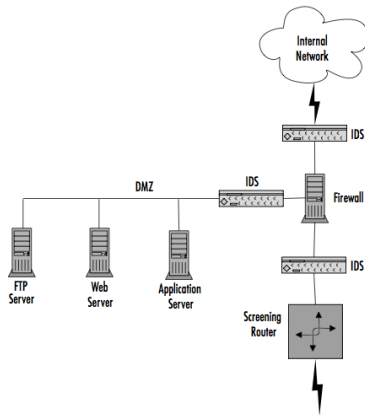 Internal
Network
IDS
DMZ
IDS
Firewall
FTP
Server
Web
Server
Application
Server
IDS
Screening
Router